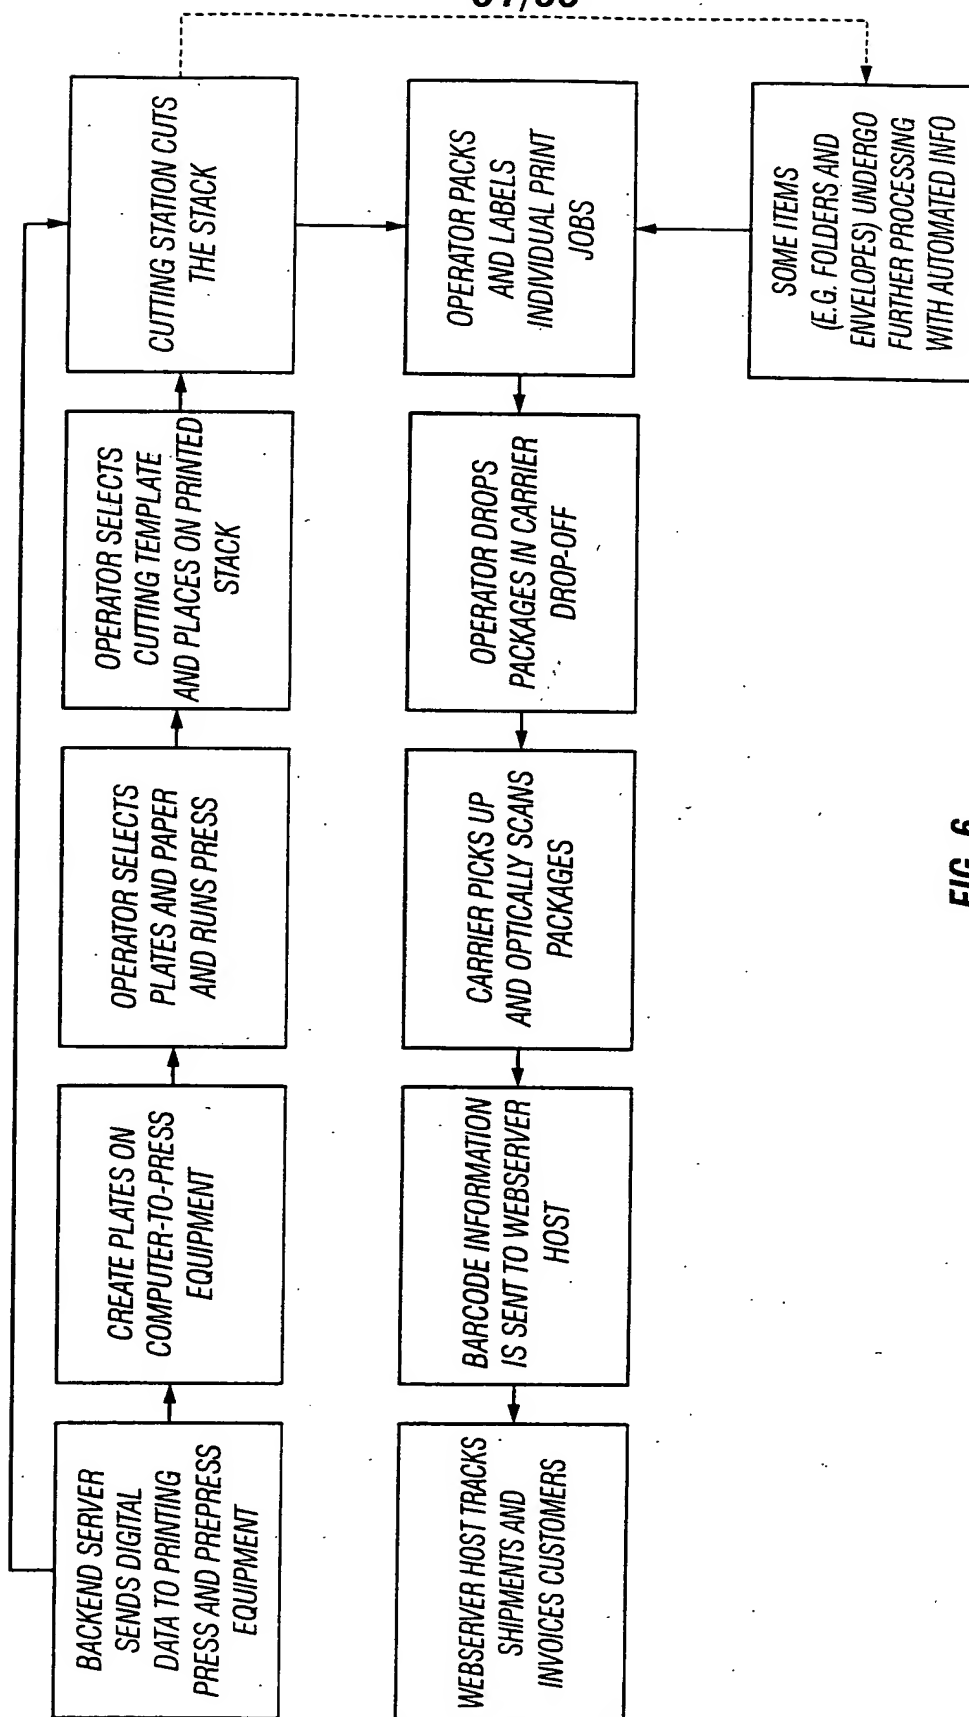 BACKEND SERVER
SENDS DIGITAL
DATA TO PRINTING
PRESS AND PREPRESS
EQUIPMENT
CREATE PLATES ON
COMPUTER-TO-PRESS
EQUIPMENT
OPERATOR SELECTS
PLATES AND PAPER
AND RUNS PRESS
OPERATOR SELECTS
CUTTING TEMPLATE
AND PLACES ON PRINTED
STACK
CUTTING STATION CUTS
THE STACK
OPERATOR PACKS
AND LABELS
INDIVIDUAL PRINT
JOBS
OPERATOR DROPS
PACKAGES IN CARRIER
DROP-OFF
CARRIER PICKS UP
AND OPTICALLY SCANS
PACKAGES
BARCODE INFORMATION
IS SENT TO WEBSERVER
HOST
WEBSERVER HOST TRACKS
SHIPMENTS AND
INVOICES CUSTOMERS
SOME ITEMS
(E.G. FOLDERS AND
ENVELOPES) UNDERGO
FURTHER PROCESSING
WITH AUTOMATED INFO
FIG. 6